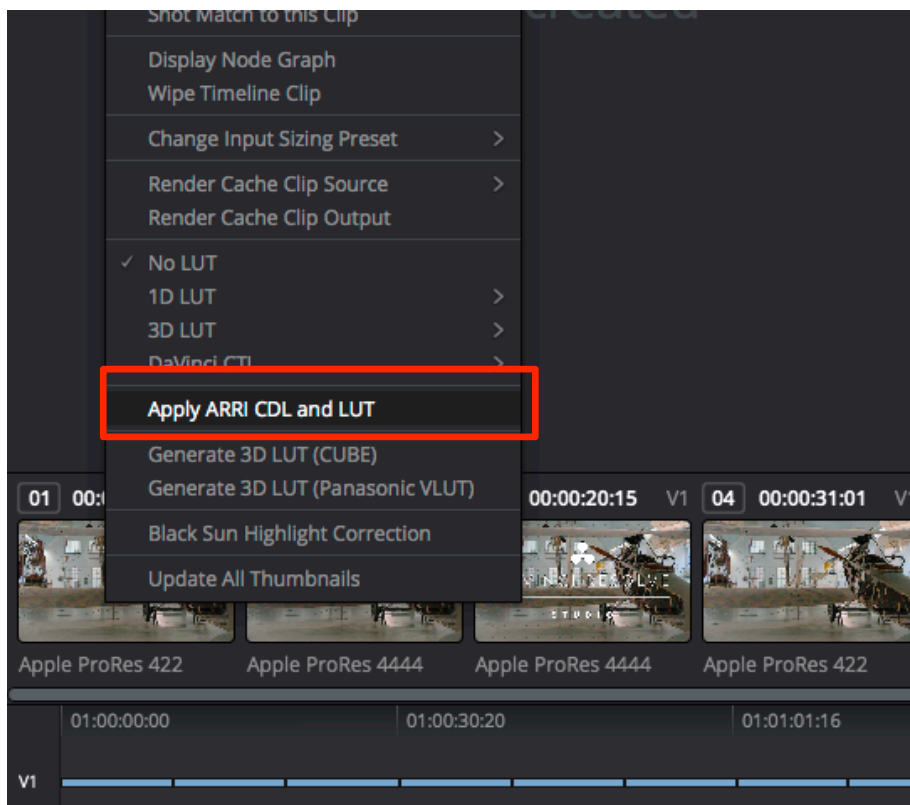 Shot Match to this Clip
created
Display Node Graph
Wipe Timeline Clip
Change Input Sizing Preset >
Render Cache Clip Source >
Render Cache Clip Output
✓ No LUT
1D LUT >
3D LUT >
DaVinci CTL >
Apply ARRI CDL and LUT
Generate 3D LUT (CUBE)
Generate 3D LUT (Panasonic VLUT)
Black Sun Highlight Correction
Update All Thumbnails
01 00:00:20:15 V1 04 00:00:31:01
STUDIO
Apple ProRes 422 Apple ProRes 4444 Apple ProRes 4444 Apple ProRes 422
01:00:00:00 01:00:30:20 01:01:01:16
V1